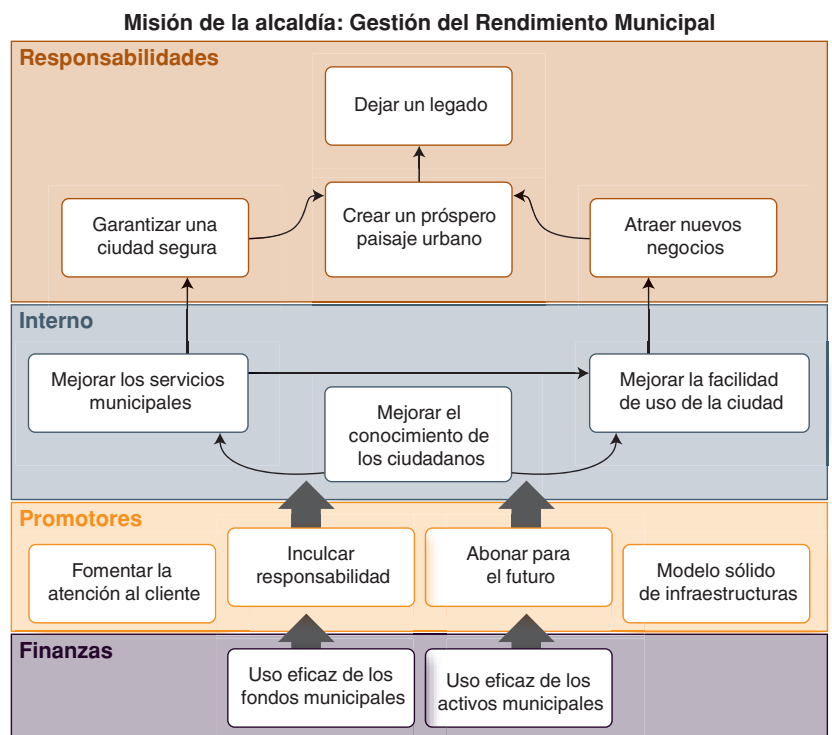 Misión de la alcaldía: Gestión del Rendimiento Municipal
Responsabilidades
Dejar un legado
Garantizar una
ciudad segura
Crear un próspero
paisaje urbano
Atraer nuevos
negocios
Interno
Mejorar los servicios
municipales
Mejorar el
conocimiento de
los ciudadanos
Mejorar la facilidad
de uso de la ciudad
Promotores
Fomentar la
atención al cliente
Inculcar
responsabilidad
Abonar para
el futuro
Modelo sólido
de infraestructuras
Finanzas
Uso eficaz de los
fondos municipales
Uso eficaz de los
activos municipales